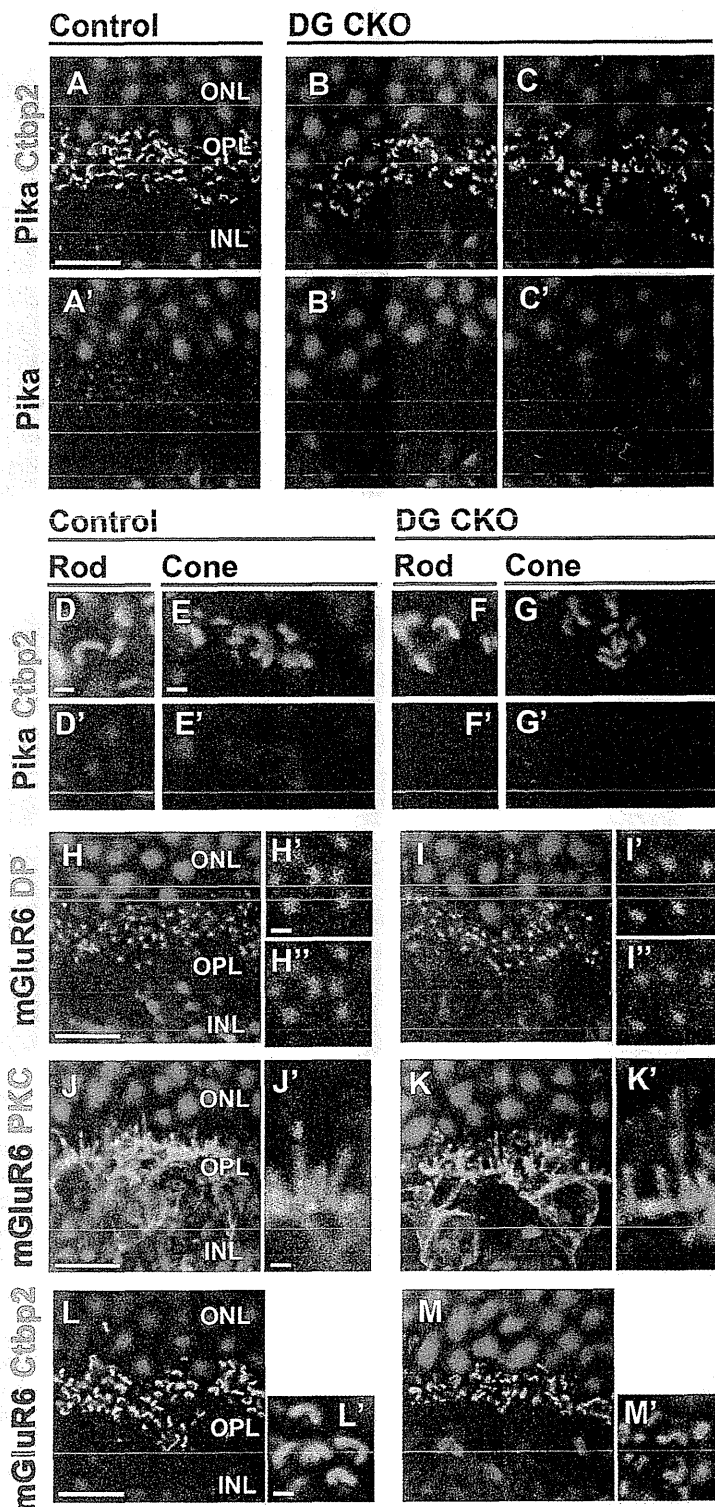 Control DG CKO
Pika Ctbp2
A ONL OPL INL
B
C
Pika
A'
B'
C'
Control DG CKO
Rod Cone Rod Cone
Pika Ctbp2
D
E
F
G
D'
E'
F'
G'
mGluR6 DP
H ONL OPL INL
H'
H''
I
I'
I''
mGluR6 PKC
J ONL OPL INL
J'
K
K'
mGluR6 Ctbp2
L ONL OPL INL
L'
M
M'